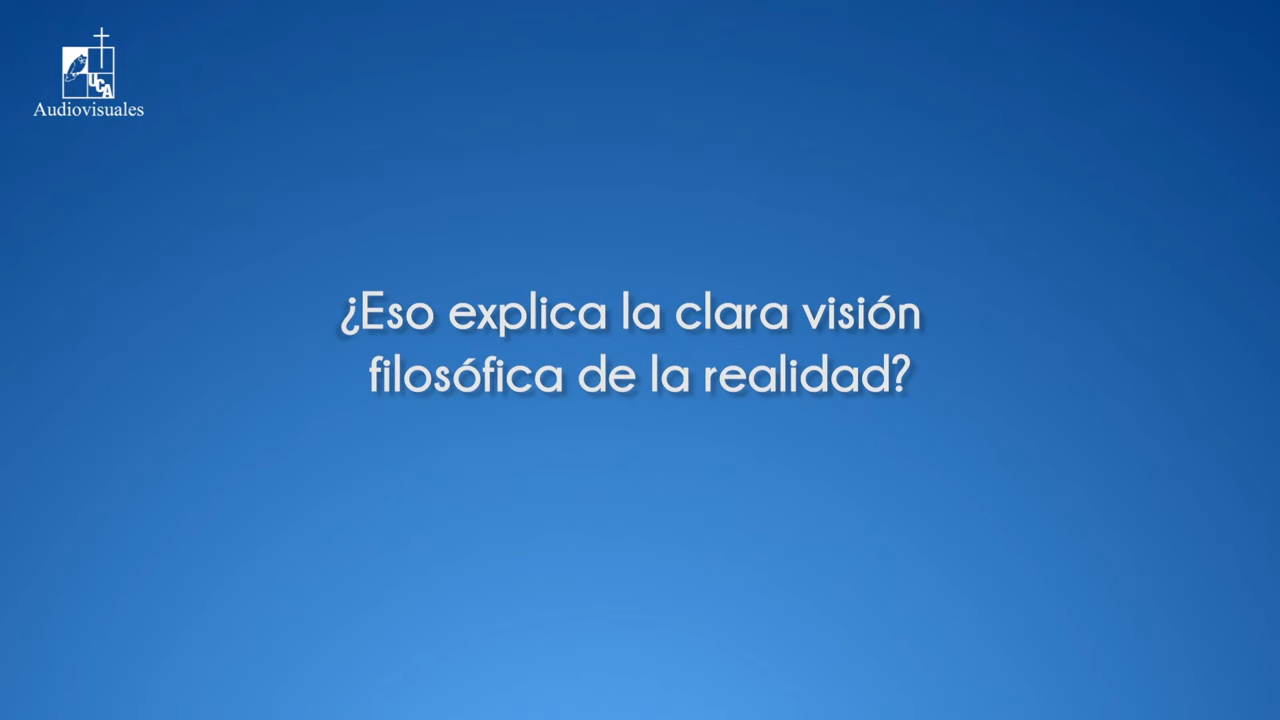 UCA
Audiovisuales
¿Eso explica la clara visión
filosófica de la realidad?